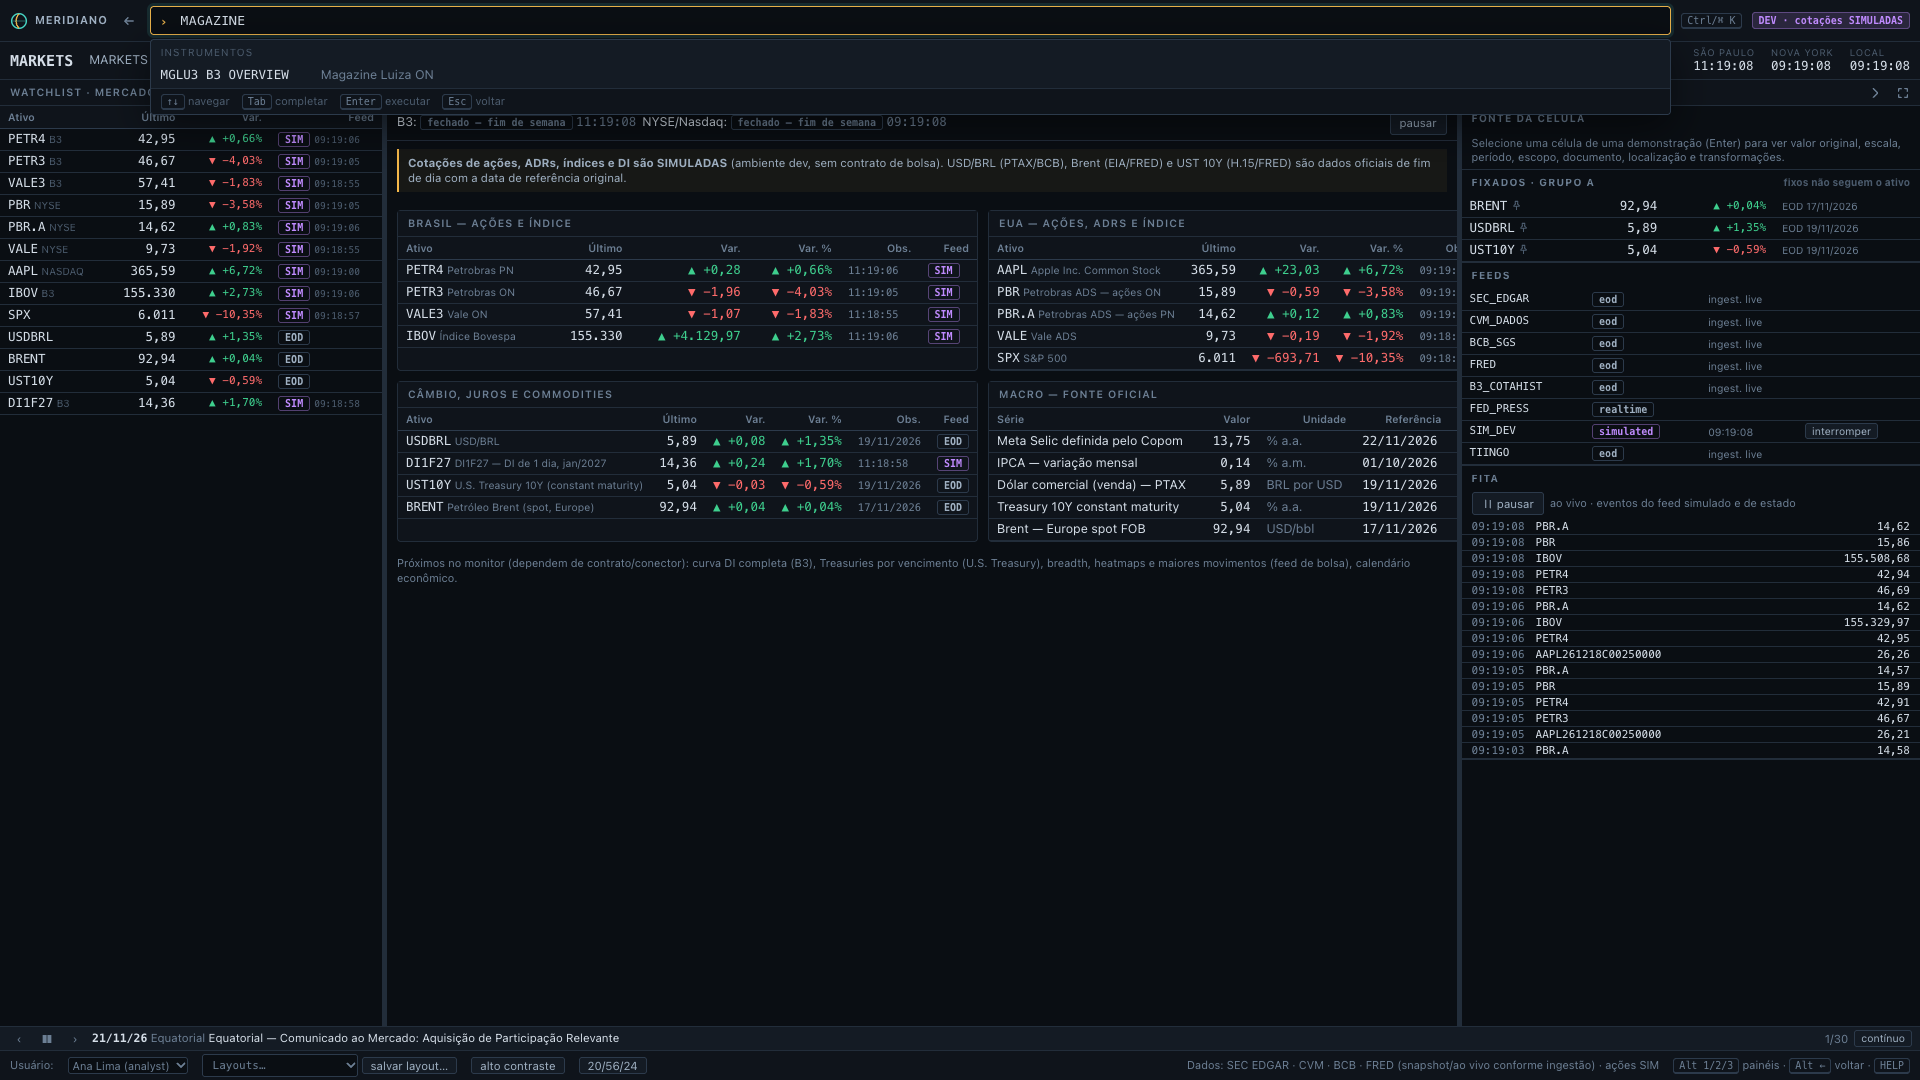 MERIDIANO ← › MAGAZINE Ctrl/⌘ K DEV · cotações SIMULADAS
INSTRUMENTOS
MGLU3 B3 OVERVIEW Magazine Luiza ON
↑↓ navegar Tab completar Enter executar Esc voltar
MARKETS MARKETS
SÃO PAULO NOVA YORK LOCAL
11:19:08 09:19:08 09:19:08
WATCHLIST · MERCADO
Ativo Último Var. Feed
PETR4 B3 42,95 ▲ +0,66% SIM 09:19:06
PETR3 B3 46,67 ▼ −4,03% SIM 09:19:05
VALE3 B3 57,41 ▼ −1,83% SIM 09:18:55
PBR NYSE 15,89 ▼ −3,58% SIM 09:19:05
PBR.A NYSE 14,62 ▲ +0,83% SIM 09:19:06
VALE NYSE 9,73 ▼ −1,92% SIM 09:18:55
AAPL NASDAQ 365,59 ▲ +6,72% SIM 09:19:00
IBOV B3 155.330 ▲ +2,73% SIM 09:19:06
SPX 6.011 ▼ −10,35% SIM 09:18:57
USDBRL 5,89 ▲ +1,35% EOD
BRENT 92,94 ▲ +0,04% EOD
UST10Y 5,04 ▼ −0,59% EOD
DI1F27 B3 14,36 ▲ +1,70% SIM 09:18:58
B3: fechado — fim de semana 11:19:08 NYSE/Nasdaq: fechado — fim de semana 09:19:08 pausar
Cotações de ações, ADRs, índices e DI são SIMULADAS (ambiente dev, sem contrato de bolsa). USD/BRL (PTAX/BCB), Brent (EIA/FRED) e UST 10Y (H.15/FRED) são dados oficiais de fim
de dia com a data de referência original.
BRASIL — AÇÕES E ÍNDICE
Ativo Último Var. Var. % Obs. Feed
PETR4 Petrobras PN 42,95 ▲ +0,28 ▲ +0,66% 11:19:06 SIM
PETR3 Petrobras ON 46,67 ▼ −1,96 ▼ −4,03% 11:19:05 SIM
VALE3 Vale ON 57,41 ▼ −1,07 ▼ −1,83% 11:18:55 SIM
IBOV Índice Bovespa 155.330 ▲ +4.129,97 ▲ +2,73% 11:19:06 SIM
EUA — AÇÕES, ADRS E ÍNDICE
Ativo Último Var. Var. % Ob
AAPL Apple Inc. Common Stock 365,59 ▲ +23,03 ▲ +6,72% 09:19:
PBR Petrobras ADS — ações ON 15,89 ▼ −0,59 ▼ −3,58% 09:19:
PBR.A Petrobras ADS — ações PN 14,62 ▲ +0,12 ▲ +0,83% 09:19:
VALE Vale ADS 9,73 ▼ −0,19 ▼ −1,92% 09:18:
SPX S&P 500 6.011 ▼ −693,71 ▼ −10,35% 09:18:
CÂMBIO, JUROS E COMMODITIES
Ativo Último Var. Var. % Obs. Feed
USDBRL USD/BRL 5,89 ▲ +0,08 ▲ +1,35% 19/11/2026 EOD
DI1F27 DI1F27 — DI de 1 dia, jan/2027 14,36 ▲ +0,24 ▲ +1,70% 11:18:58 SIM
UST10Y U.S. Treasury 10Y (constant maturity) 5,04 ▼ −0,03 ▼ −0,59% 19/11/2026 EOD
BRENT Petróleo Brent (spot, Europe) 92,94 ▲ +0,04 ▲ +0,04% 17/11/2026 EOD
MACRO — FONTE OFICIAL
Série Valor Unidade Referência
Meta Selic definida pelo Copom 13,75 % a.a. 22/11/2026
IPCA — variação mensal 0,14 % a.m. 01/10/2026
Dólar comercial (venda) — PTAX 5,89 BRL por USD 19/11/2026
Treasury 10Y constant maturity 5,04 % a.a. 19/11/2026
Brent — Europe spot FOB 92,94 USD/bbl 17/11/2026
Próximos no monitor (dependem de contrato/conector): curva DI completa (B3), Treasuries por vencimento (U.S. Treasury), breadth, heatmaps e maiores movimentos (feed de bolsa), calendário
econômico.
FONTE DA CÉLULA
Selecione uma célula de uma demonstração (Enter) para ver valor original, escala,
período, escopo, documento, localização e transformações.
FIXADOS · GRUPO A fixos não seguem o ativo
BRENT 92,94 ▲ +0,04% EOD 17/11/2026
USDBRL 5,89 ▲ +1,35% EOD 19/11/2026
UST10Y 5,04 ▼ −0,59% EOD 19/11/2026
FEEDS
SEC_EDGAR eod ingest. live
CVM_DADOS eod ingest. live
BCB_SGS eod ingest. live
FRED eod ingest. live
B3_COTAHIST eod ingest. live
FED_PRESS realtime
SIM_DEV simulated 09:19:08 interromper
TIINGO eod ingest. live
FITA
|| pausar ao vivo · eventos do feed simulado e de estado
09:19:08 PBR.A 14,62
09:19:08 PBR 15,86
09:19:08 IBOV 155.508,68
09:19:08 PETR4 42,94
09:19:08 PETR3 46,69
09:19:06 PBR.A 14,62
09:19:06 IBOV 155.329,97
09:19:06 PETR4 42,95
09:19:06 AAPL261218C00250000 26,26
09:19:05 PBR.A 14,57
09:19:05 PBR 15,89
09:19:05 PETR4 42,91
09:19:05 PETR3 46,67
09:19:05 AAPL261218C00250000 26,21
09:19:03 PBR.A 14,58
‹ › 21/11/26 Equatorial Equatorial — Comunicado ao Mercado: Aquisição de Participação Relevante 1/30 contínuo
Usuário: Ana Lima (analyst) Layouts… salvar layout… alto contraste 20/56/24 Dados: SEC EDGAR · CVM · BCB · FRED (snapshot/ao vivo conforme ingestão) · ações SIM Alt 1/2/3 painéis · Alt ← voltar · HELP